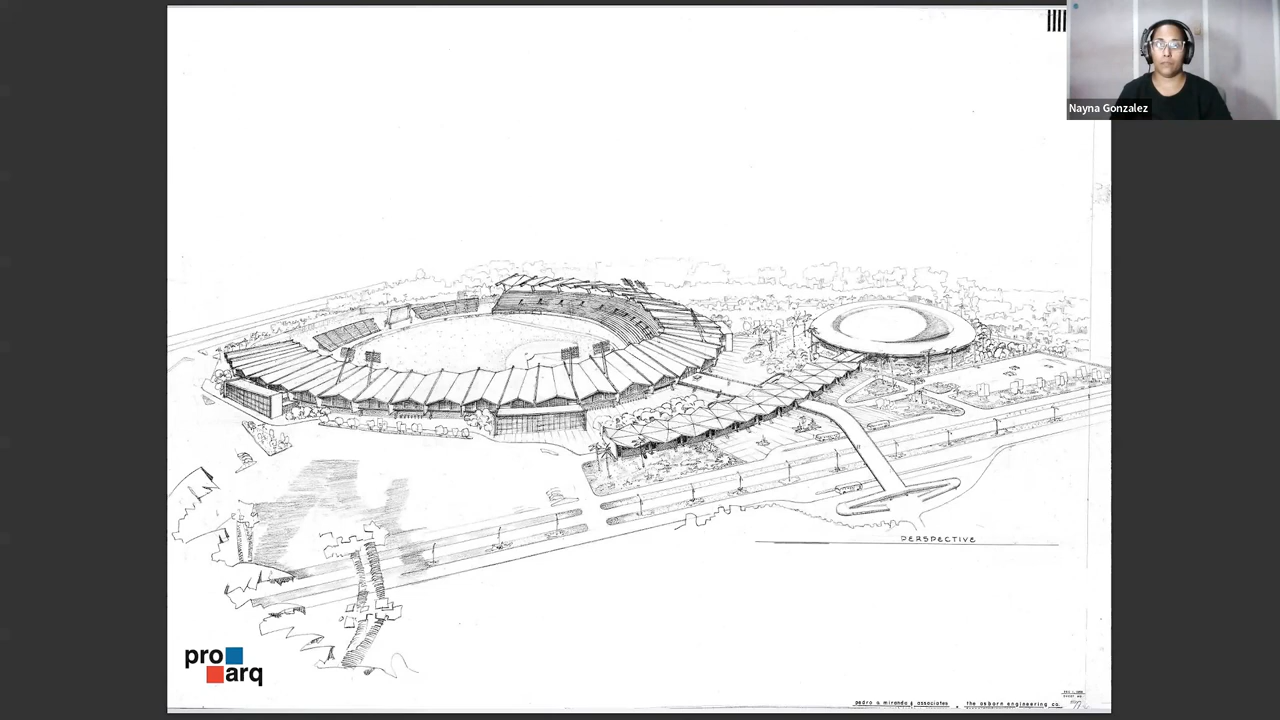 Nayna Gonzalez
PERSPECTIVE
pro
arq
pedro a miranda & associates . the osborn engineering co.